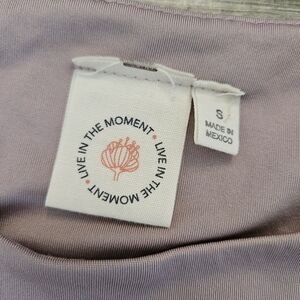 LIVE IN THE MOMENT • LIVE IN THE MOMENT •
S
MADE IN
MEXICO